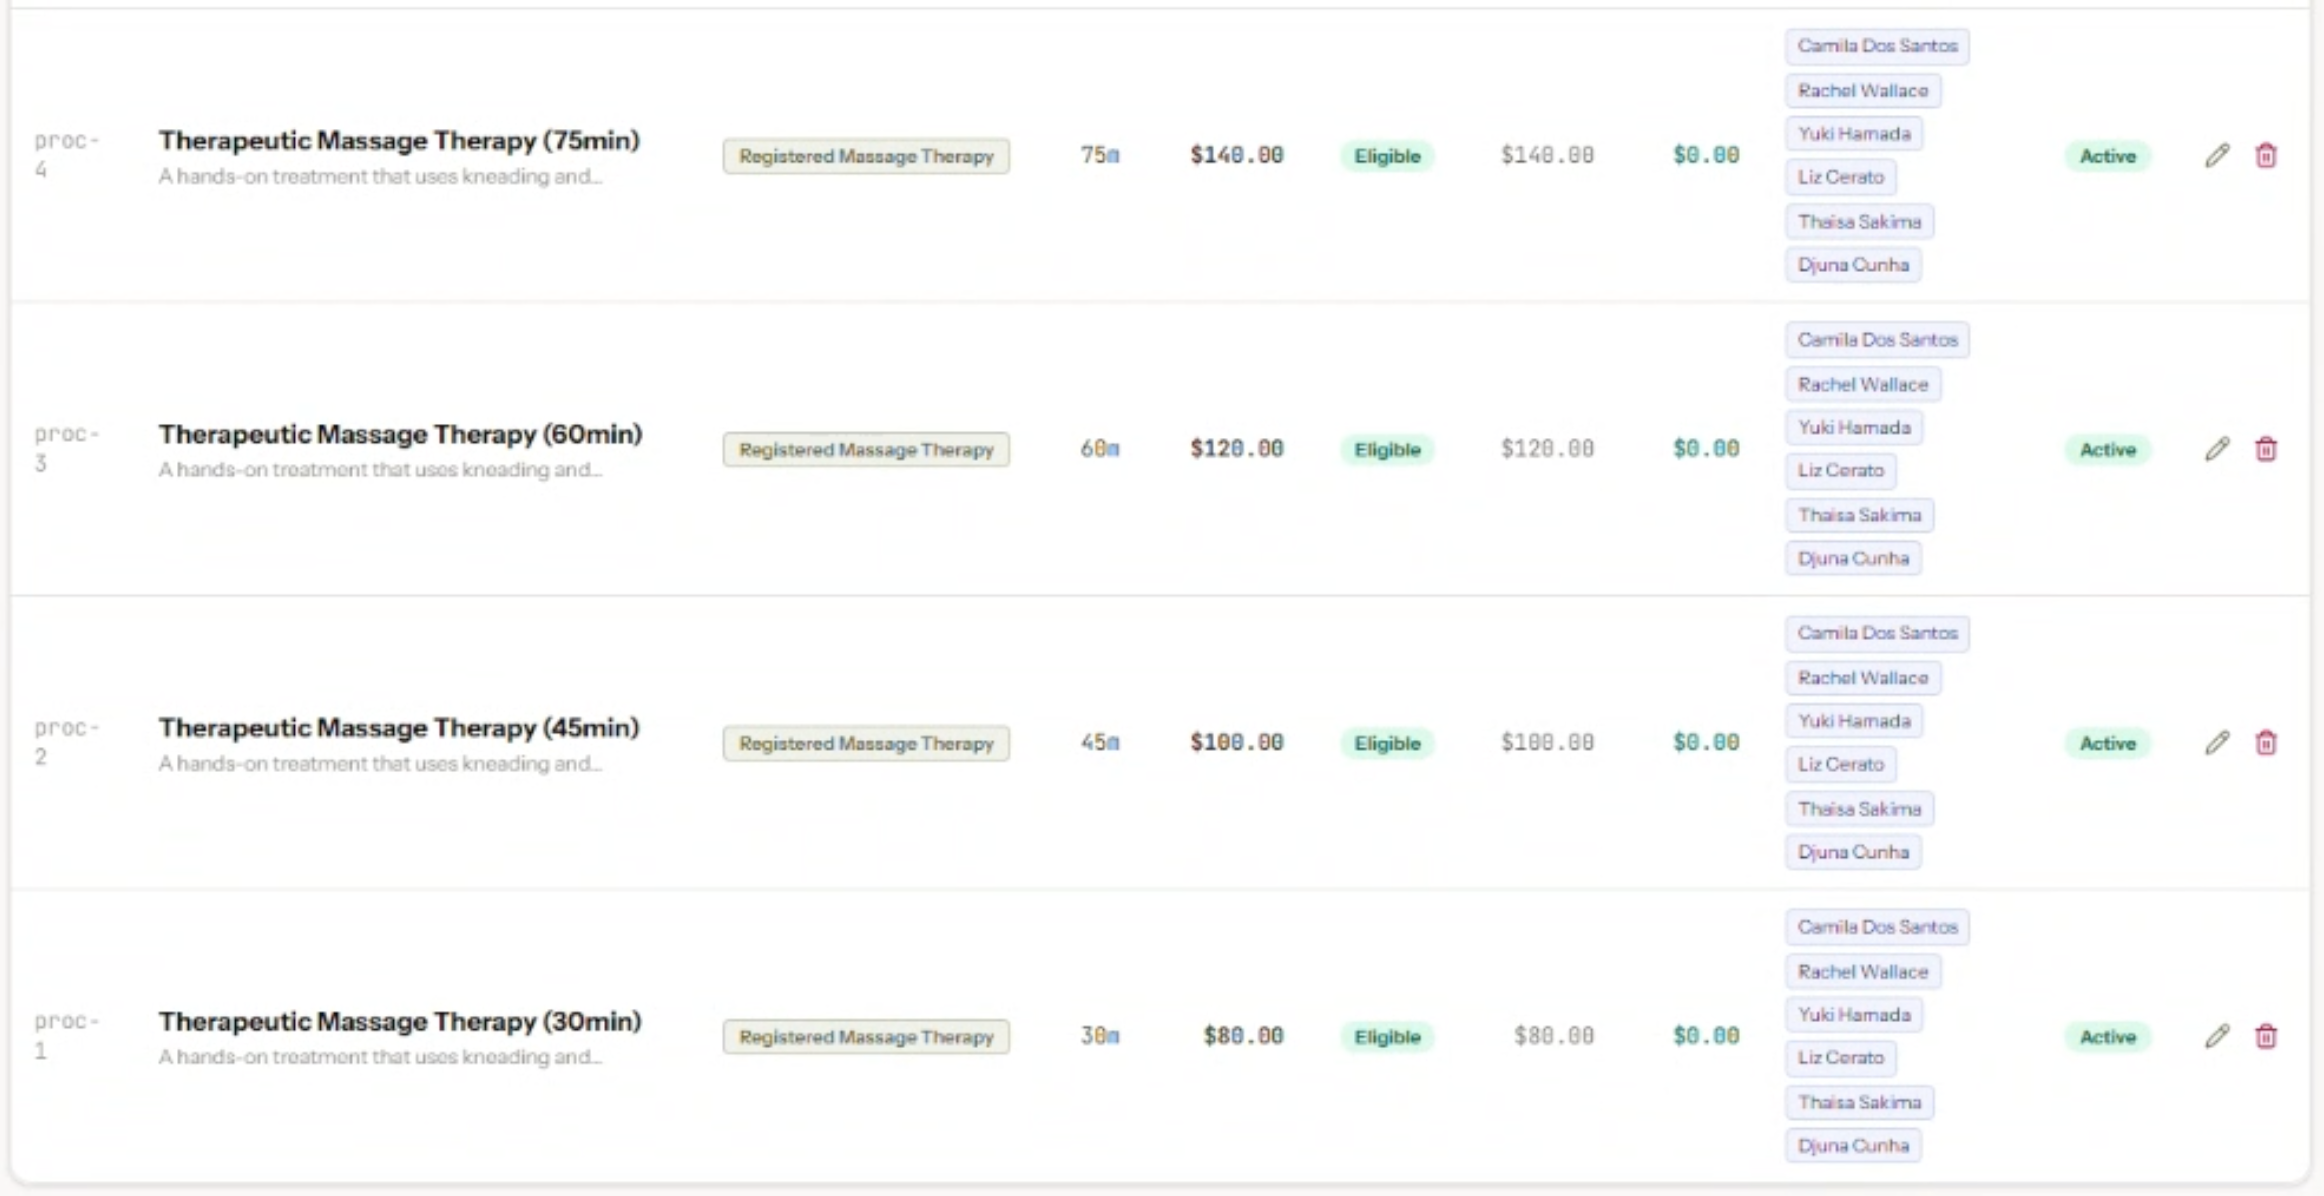 Camila Dos Santos
Rachel Wallace
Yuki Hamada
proc-
4
Therapeutic Massage Therapy (75min)
A hands-on treatment that uses kneading and...
Registered Massage Therapy
75m
$140.00
Eligible
$140.00
$0.00
Liz Cerato
Thaisa Sakima
Djuna Cunha
Active
Camila Dos Santos
Rachel Wallace
Yuki Hamada
proc-
3
Therapeutic Massage Therapy (60min)
A hands-on treatment that uses kneading and...
Registered Massage Therapy
60m
$120.00
Eligible
$120.00
$0.00
Liz Cerato
Thaisa Sakima
Djuna Cunha
Active
Camila Dos Santos
Rachel Wallace
Yuki Hamada
proc-
2
Therapeutic Massage Therapy (45min)
A hands-on treatment that uses kneading and...
Registered Massage Therapy
45m
$100.00
Eligible
$100.00
$0.00
Liz Cerato
Thaisa Sakima
Djuna Cunha
Active
Camila Dos Santos
Rachel Wallace
Yuki Hamada
proc-
1
Therapeutic Massage Therapy (30min)
A hands-on treatment that uses kneading and...
Registered Massage Therapy
30m
$80.00
Eligible
$80.00
$0.00
Liz Cerato
Thaisa Sakima
Djuna Cunha
Active